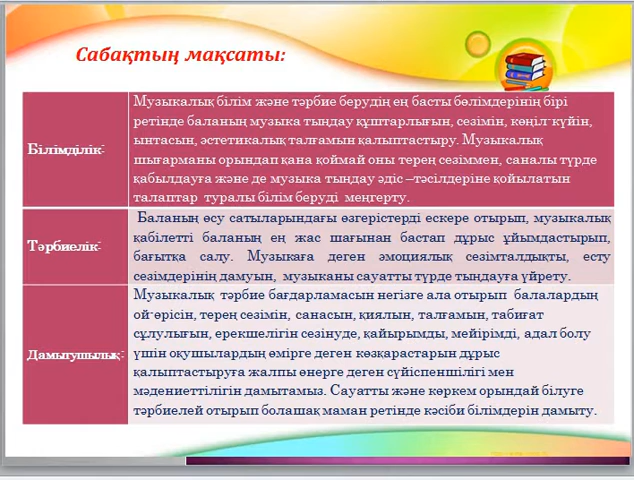 Сабақтың мақсаты:
Білімділік:
Музыкалық білім және тәрбие берудің ең басты бөлімдерінің бірі
ретінде баланың музыка тыңдау құштарлығын, сезімін, көңіл-күйін,
ынтасын, әстетикалық талғамын қалыптастыру. Музыкалық
шығарманы орындап қана қоймай оны терең сезіммен, саналы түрде
қабылдауға және де музыка тыңдау әдіс –тәсілдеріне қойылатын
талаптар туралы білім беруді меңгерту.
Тәрбиелік:
Баланың өсу сатыларындағы өзгерістерді ескере отырып, музыкалық
қабілетті баланың ең жас шағынан бастап дұрыс ұйымдастырып,
бағытқа салу. Музыкаға деген эмоциялық сезімталдықты, есту
сезімдерінің дамуын, музыканы сауатты түрде тыңдауға үйрету.
Дамытушылық:
Музыкалық тәрбие бағдарламасын негізге ала отырып балалардың
ой-өрісін, терең сезімін, санасын, қиялын, талғамын, табиғат
сұлулығын, ерекшелігін сезінуде, қайырымды, мейірімді, адал болу
үшін оқушылардың өмірге деген көзқарастарын дұрыс
қалыптастыруға жалпы өнерге деген сүйіспеншілігі мен
мәдениеттілігін дамытамыз. Сауатты және көркем орындай білуге
тәрбиелей отырып болашақ маман ретінде кәсіби білімдерін дамыту.